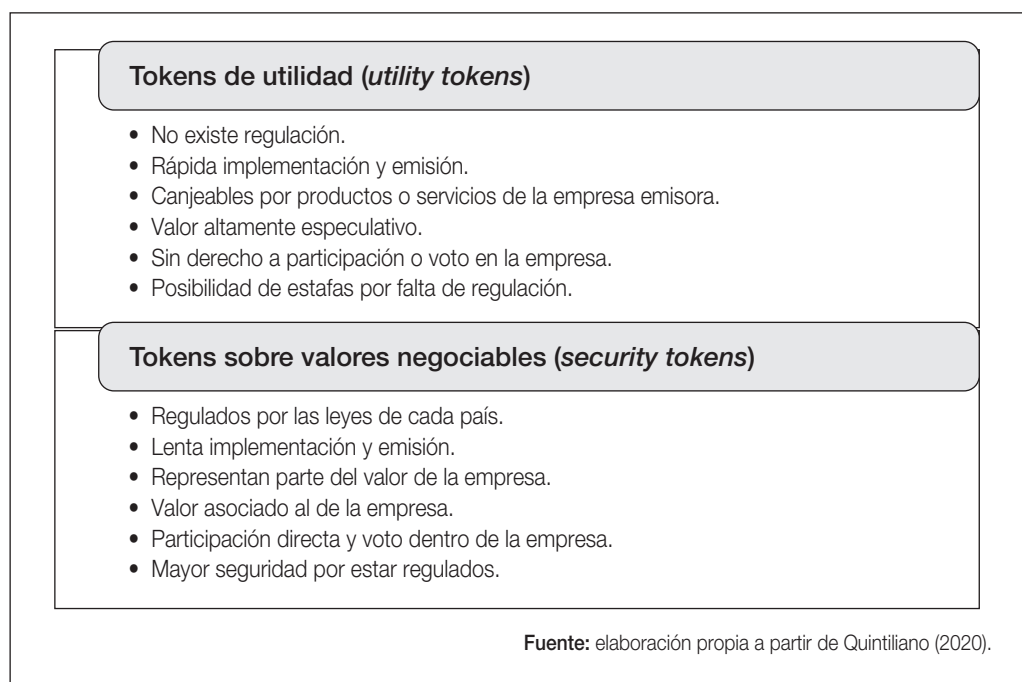 Tokens de utilidad (utility tokens)
• No existe regulación.
• Rápida implementación y emisión.
• Canjeables por productos o servicios de la empresa emisora.
• Valor altamente especulativo.
• Sin derecho a participación o voto en la empresa.
• Posibilidad de estafas por falta de regulación.
Tokens sobre valores negociables (security tokens)
• Regulados por las leyes de cada país.
• Lenta implementación y emisión.
• Representan parte del valor de la empresa.
• Valor asociado al de la empresa.
• Participación directa y voto dentro de la empresa.
• Mayor seguridad por estar regulados.
Fuente: elaboración propia a partir de Quintiliano (2020).